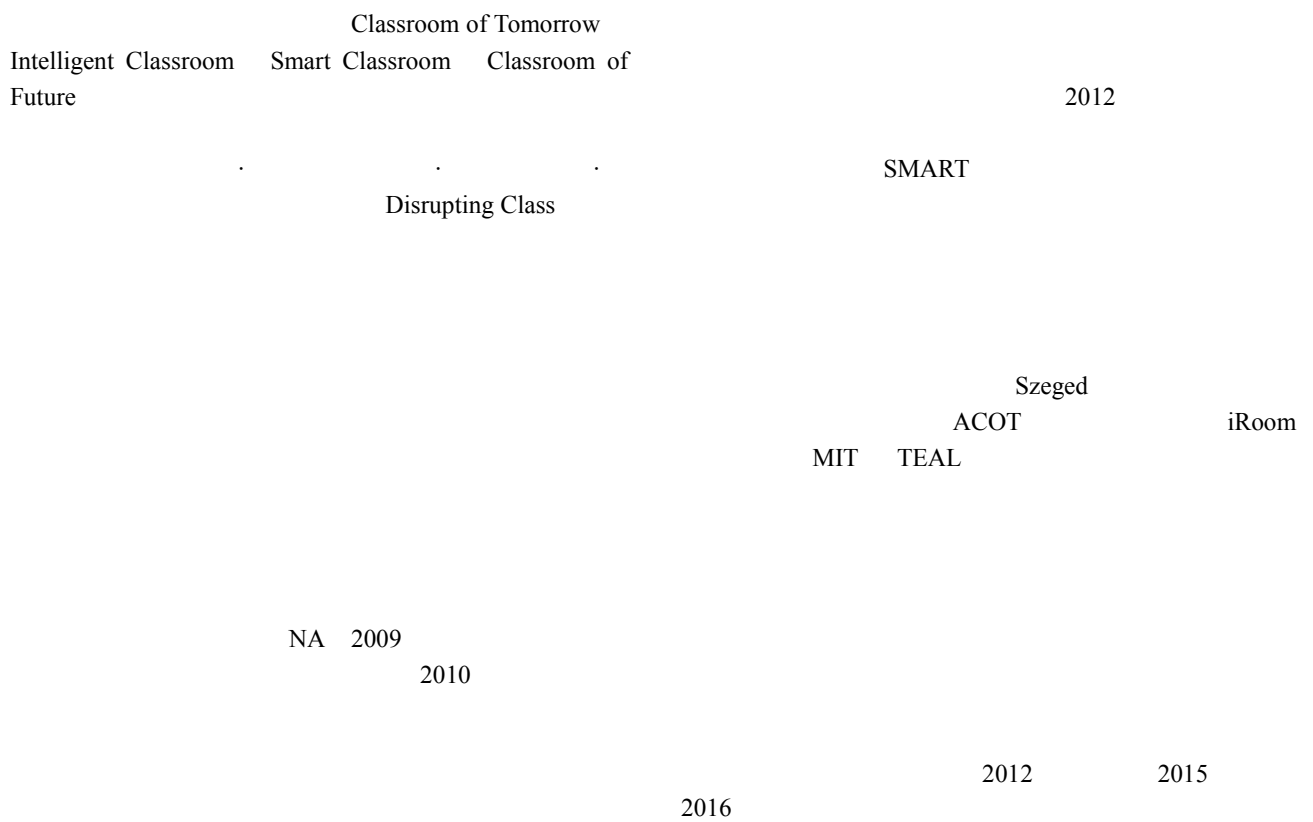 Classroom of Tomorrow
Intelligent Classroom Smart Classroom Classroom of
Future
· · ·
Disrupting Class
NA 2009
2010
2012
SMART
Szeged
ACOT iRoom
MIT TEAL
2012 2015
2016